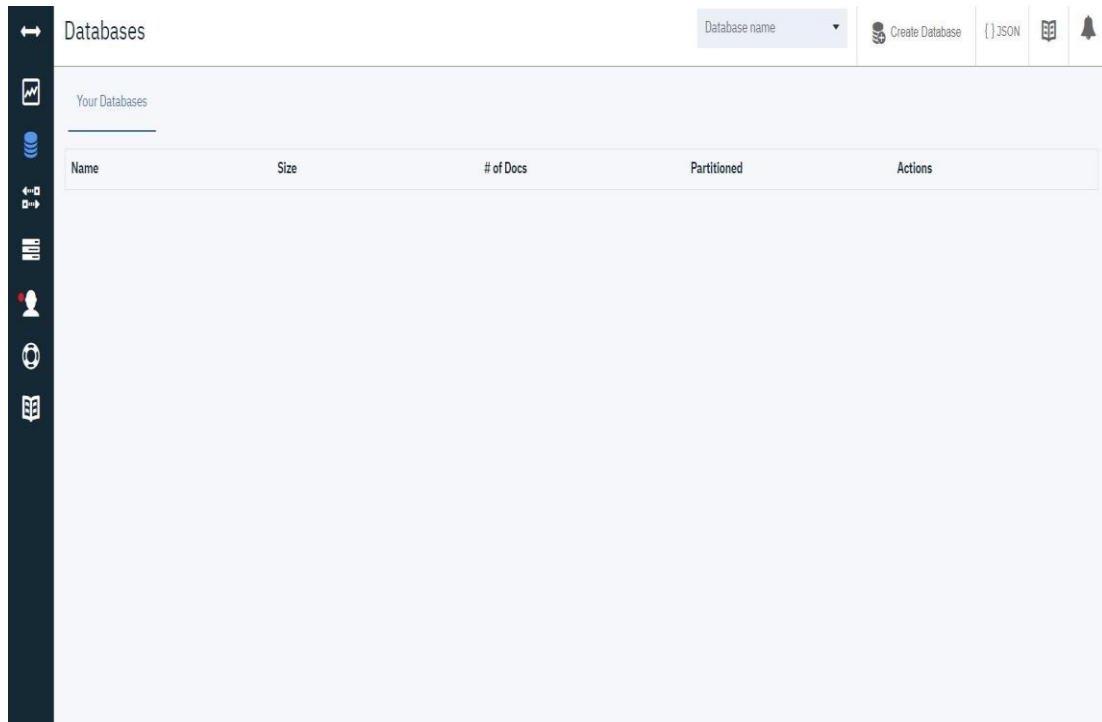 Databases
Database name
Create Database
{ } JSON
Your Databases
Name Size # of Docs Partitioned Actions